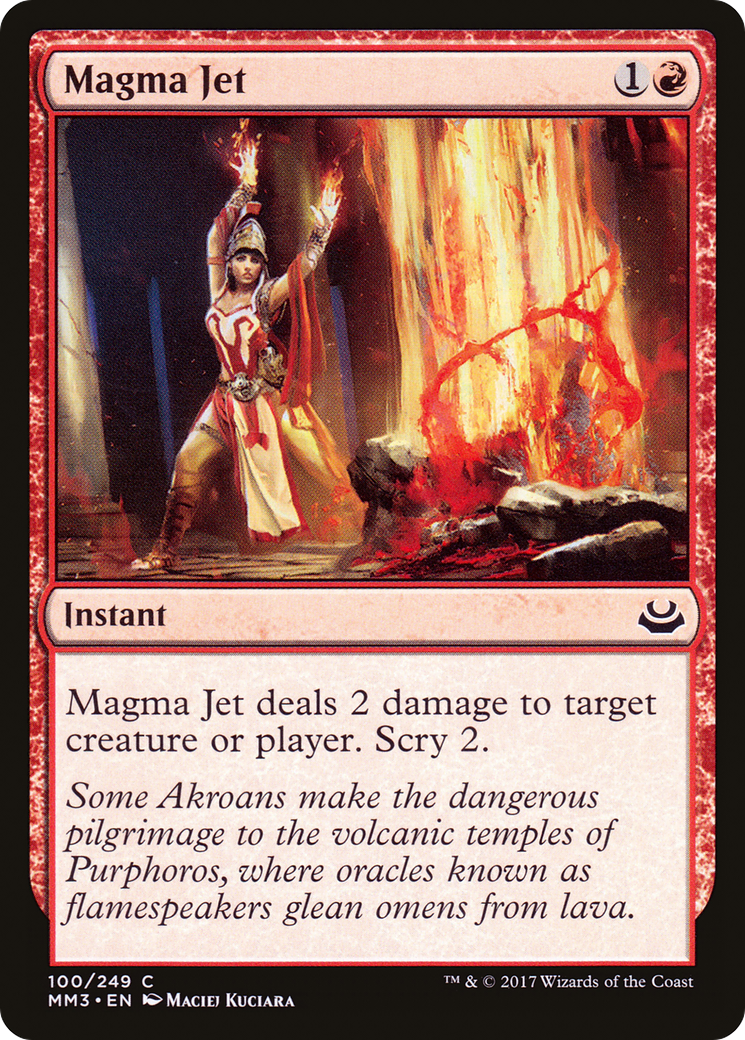 Magma Jet 1
Instant
Magma Jet deals 2 damage to target
creature or player. Scry 2.
Some Akroans make the dangerous
pilgrimage to the volcanic temples of
Purphoros, where oracles known as
flamespeakers glean omens from lava.
100/249 C
MM3 • EN Maciej Kuciara
™ & © 2017 Wizards of the Coast